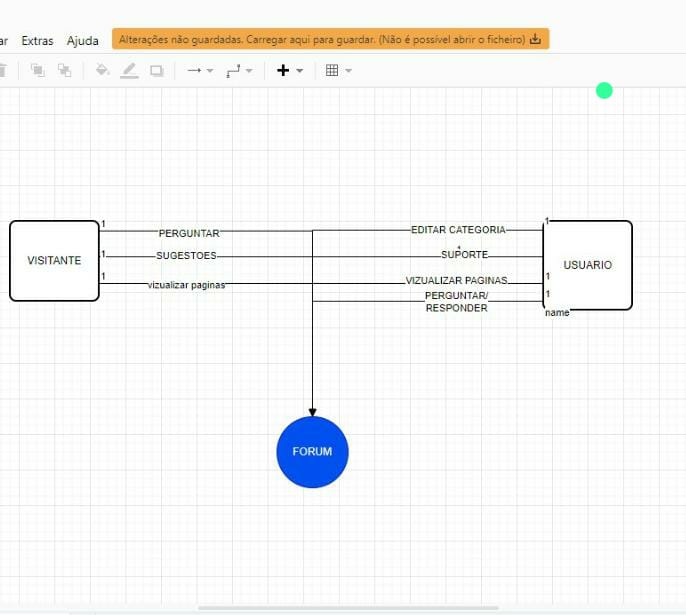 ar Extras Ajuda Alterações não guardadas. Carregar aqui para guardar. (Não é possível abrir o ficheiro)
1 1
PERGUNTAR EDITAR CATEGORIA
VISITANTE 1 SUGESTOES SUPORTE USUARIO
1 vizualizar paginas VIZUALIZAR PAGINAS 1
PERGUNTAR/ 1
RESPONDER
name
FORUM